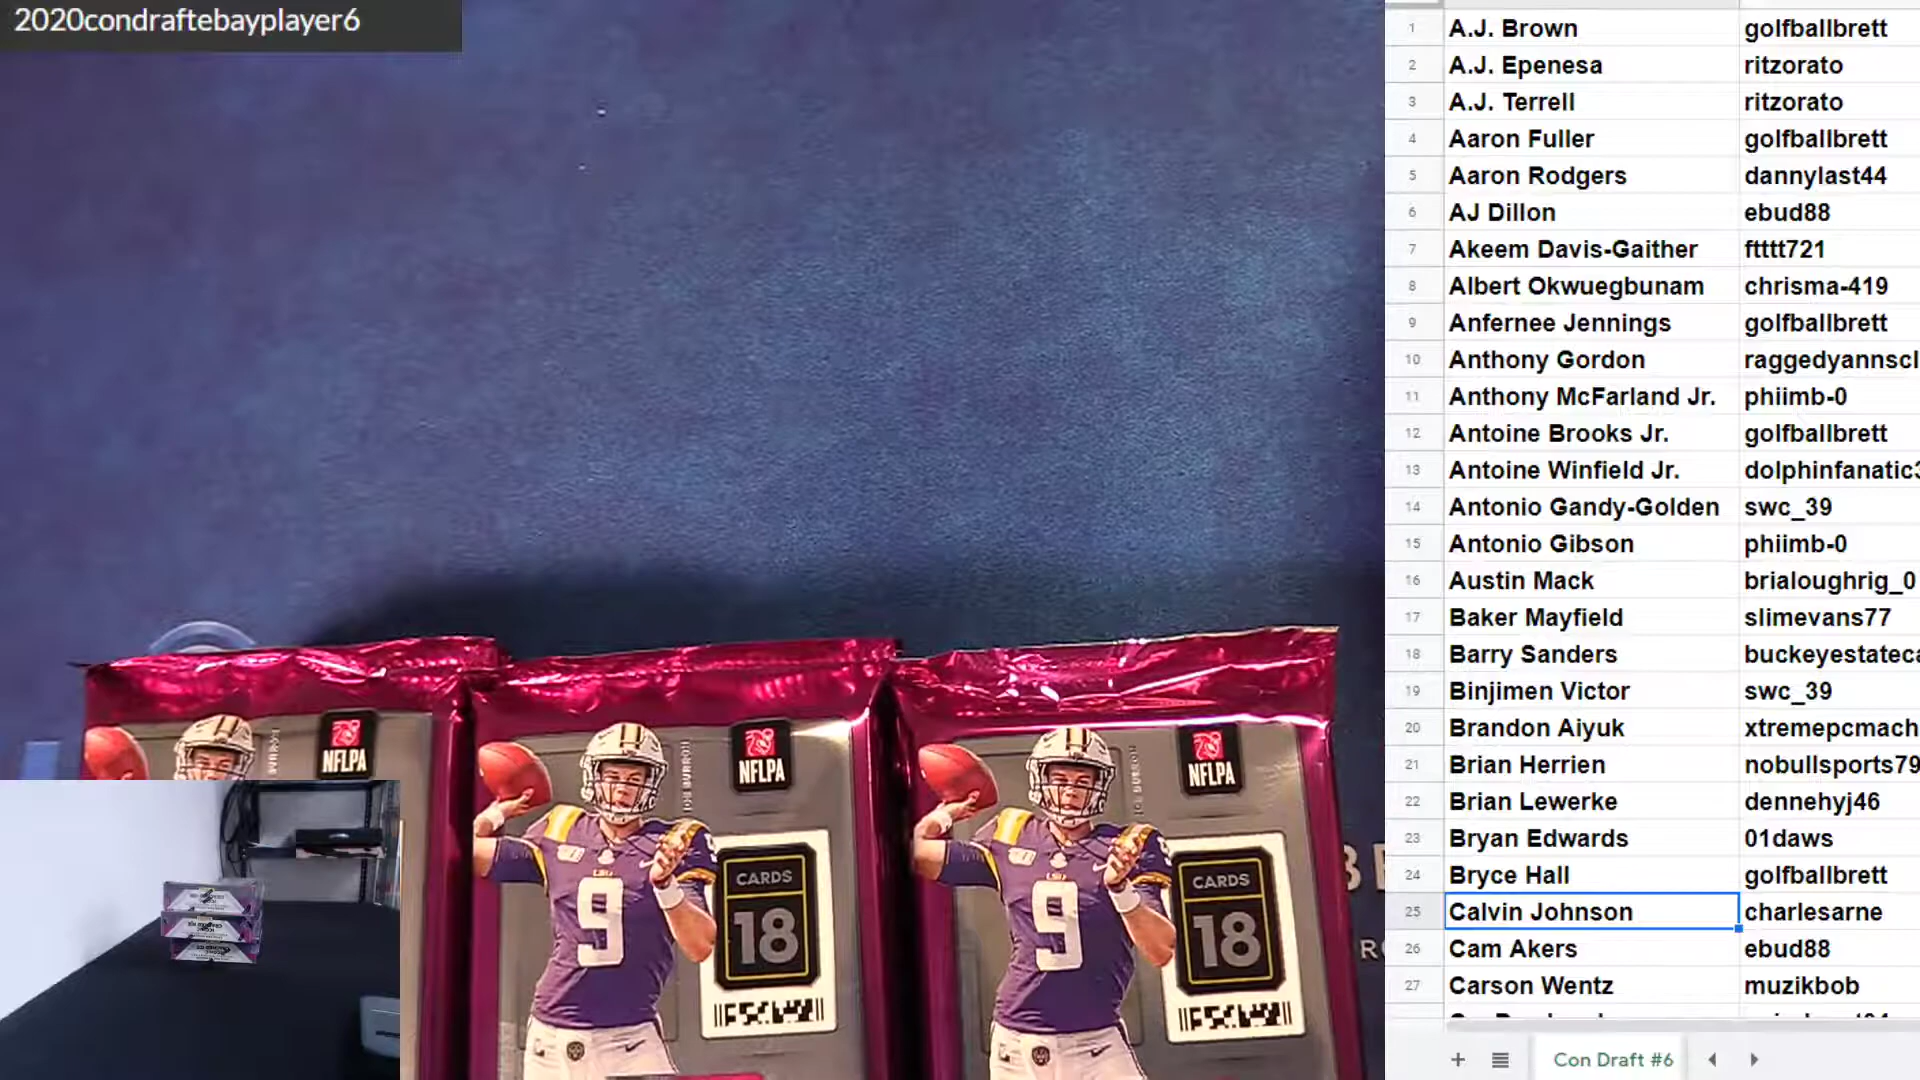 2020condraftebayplayer6
1 A.J. Brown golfballbrett
2 A.J. Epenesa ritzorato
3 A.J. Terrell ritzorato
4 Aaron Fuller golfballbrett
5 Aaron Rodgers dannylast44
6 AJ Dillon ebud88
7 Akeem Davis-Gaither ftttt721
8 Albert Okwuegbunam chrisma-419
9 Anfernee Jennings golfballbrett
10 Anthony Gordon raggedyannscl
11 Anthony McFarland Jr. phiimb-0
12 Antoine Brooks Jr. golfballbrett
13 Antoine Winfield Jr. dolphinfanatic3
14 Antonio Gandy-Golden swc_39
15 Antonio Gibson phiimb-0
16 Austin Mack brialoughrig_0
17 Baker Mayfield slimevans77
18 Barry Sanders buckeyestateca
19 Binjimen Victor swc_39
20 Brandon Aiyuk xtremepcmach
21 Brian Herrien nobullsports79
22 Brian Lewerke dennehyj46
23 Bryan Edwards 01daws
24 Bryce Hall golfballbrett
25 Calvin Johnson charlesarne
26 Cam Akers ebud88
27 Carson Wentz muzikbob
Con Draft #6
NFLPA
JOE BURROW
NFLPA
CARDS
18
9
JOE BURROW
NFLPA
CARDS
18
9